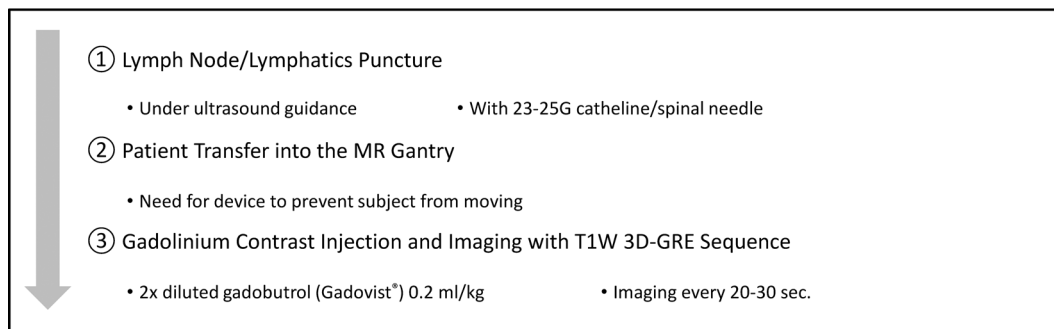 ① Lymph Node/Lymphatics Puncture
• Under ultrasound guidance • With 23-25G catheline/spinal needle
② Patient Transfer into the MR Gantry
• Need for device to prevent subject from moving
③ Gadolinium Contrast Injection and Imaging with T1W 3D-GRE Sequence
• 2x diluted gadobutrol (Gadovist®) 0.2 ml/kg • Imaging every 20-30 sec.